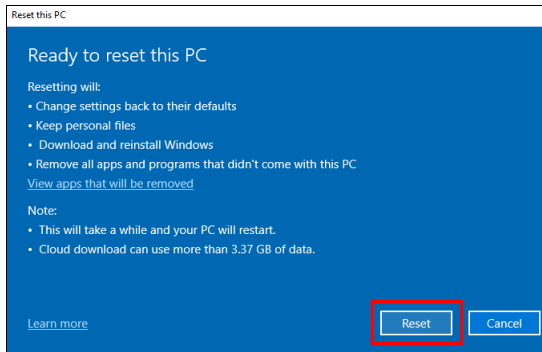 Reset this PC
Ready to reset this PC
Resetting will:
• Change settings back to their defaults
• Keep personal files
• Download and reinstall Windows
• Remove all apps and programs that didn't come with this PC
View apps that will be removed
Note:
• This will take a while and your PC will restart.
• Cloud download can use more than 3.37 GB of data.
Learn more
Reset
Cancel